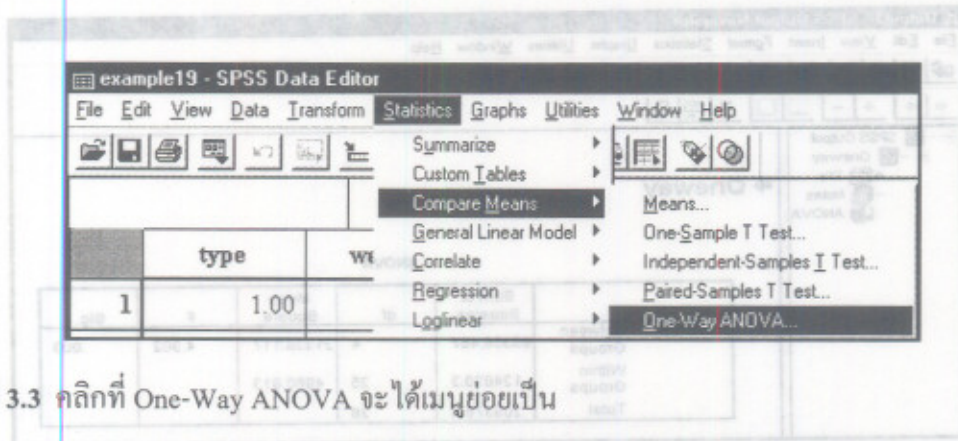 example19 - SPSS Data Editor
File Edit View Data Transform Statistics Graphs Utilities Window Help
Summarize
Custom Tables
Compare Means
General Linear Model
Correlate
Regression
Loglinear
Means...
One-Sample T Test...
Independent-Samples T Test...
Paired-Samples T Test...
One-Way ANOVA...
type
1 1.00
3.3 คลิกที่ One-Way ANOVA จะได้เมนูย่อยเป็น